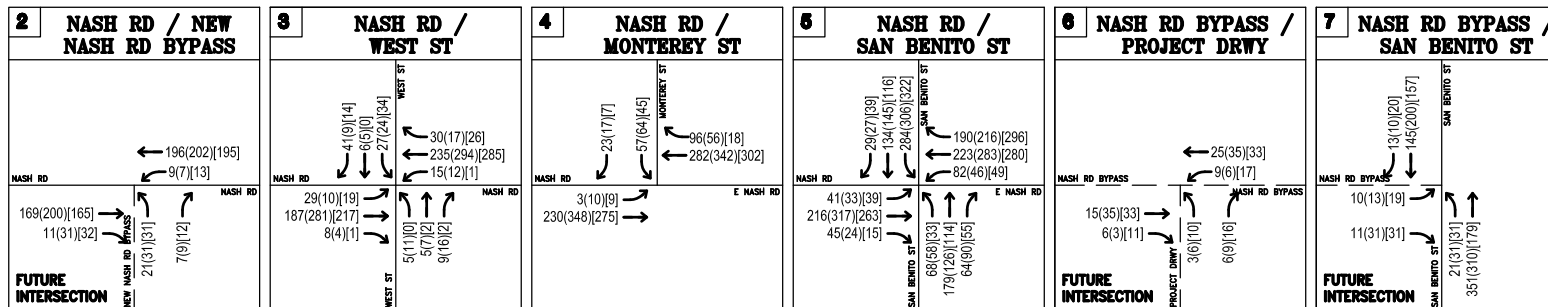 2
NASH RD / NEW
NASH RD BYPASS
196(202)[195]
9(7)[13]
NASH RD
NASH RD
169(200)[165]
11(31)[32]
NEW NASH RD BYPASS
21(31)[31]
7(9)[12]
FUTURE
INTERSECTION
3
NASH RD /
WEST ST
WEST ST
41(9)[14]
6(5)[0]
27(24)[34]
30(17)[26]
235(294)[285]
15(12)[1]
NASH RD
NASH RD
29(10)[19]
187(281)[217]
8(4)[1]
5(11)[0]
5(7)[2]
9(16)[2]
WEST ST
4
NASH RD /
MONTEREY ST
MONTEREY ST
23(17)[7]
57(64)[45]
96(56)[18]
282(342)[302]
NASH RD
E NASH RD
3(10)[9]
230(348)[275]
5
NASH RD /
SAN BENITO ST
SAN BENITO ST
29(27)[39]
134(145)[116]
284(306)[322]
190(216)[296]
223(283)[280]
82(46)[49]
NASH RD
E NASH RD
41(33)[39]
216(317)[263]
45(24)[15]
68(58)[33]
179(126)[114]
64(90)[55]
SAN BENITO ST
6
NASH RD BYPASS /
PROJECT DRWY
25(35)[33]
9(6)[17]
NASH RD BYPASS
NASH RD BYPASS
15(35)[33]
6(3)[11]
3(6)[10]
6(9)[16]
PROJECT DRWY
FUTURE
INTERSECTION
7
NASH RD BYPASS /
SAN BENITO ST
SAN BENITO ST
13(10)[20]
145(200)[157]
NASH RD BYPASS
10(13)[19]
11(31)[31]
21(31)[31]
351(310)[179]
SAN BENITO ST
FUTURE
INTERSECTION